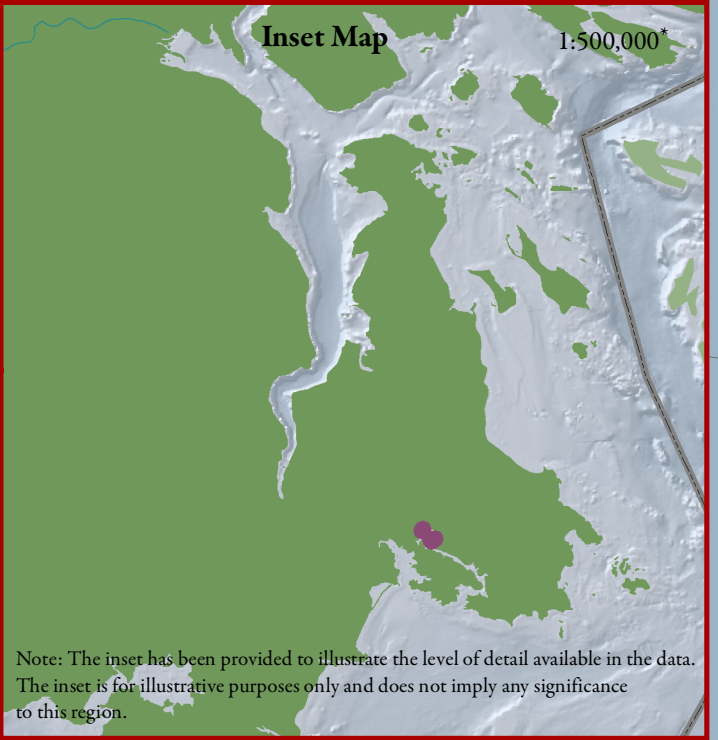 Inset Map
1:500,000*
Note: The inset has been provided to illustrate the level of detail available in the data.
The inset is for illustrative purposes only and does not imply any significance
to this region.